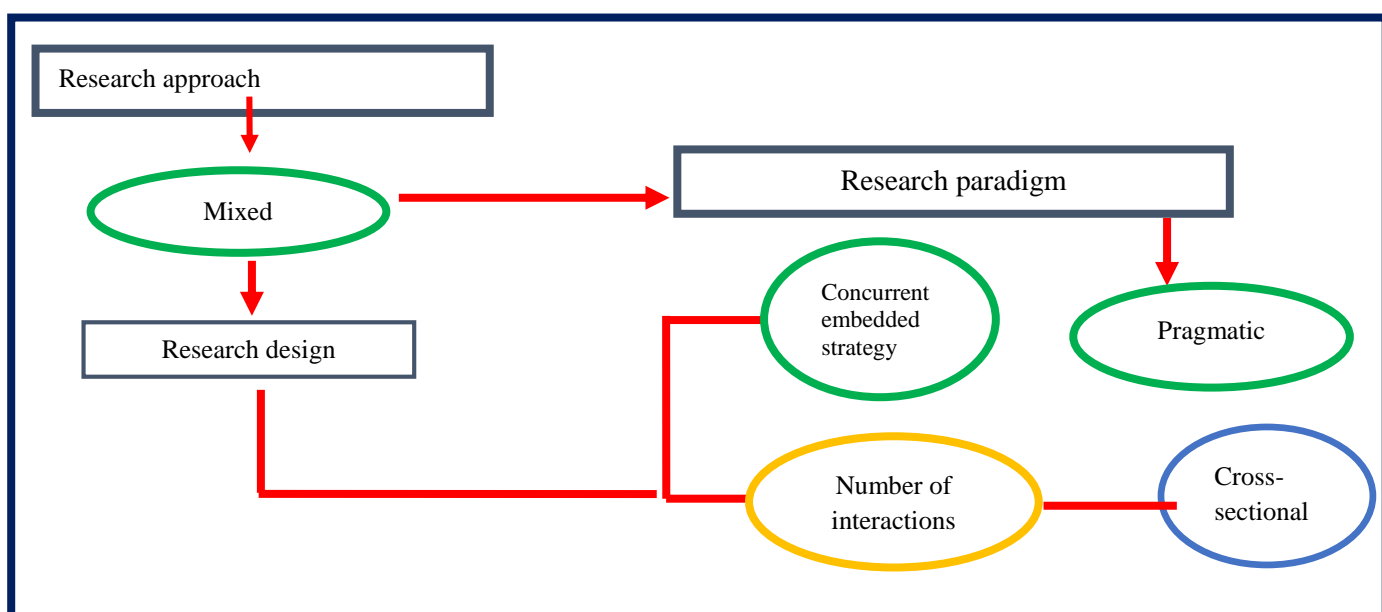 Research approach
Mixed
Research paradigm
Research design
Concurrent
embedded
strategy
Pragmatic
Number of
interactions
Cross-
sectional